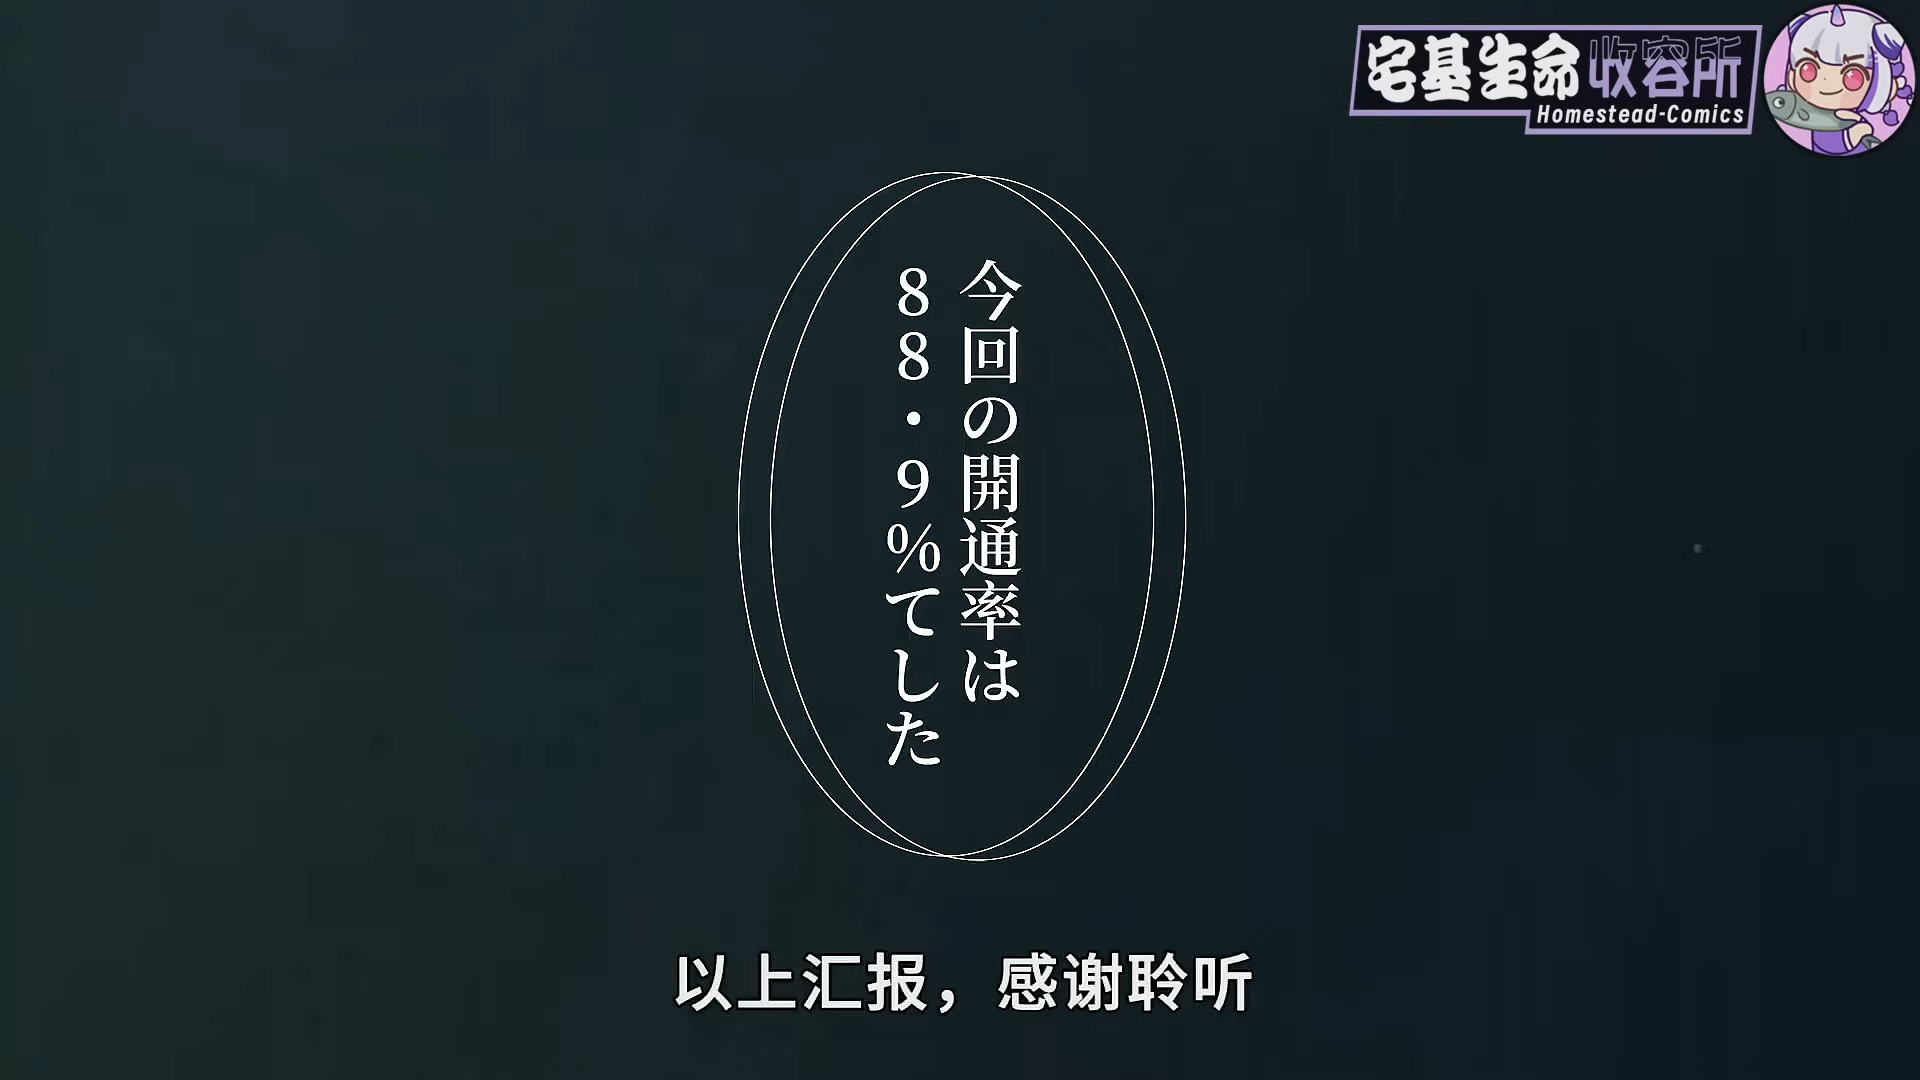 宅基生命收容所
Homestead-Comics
今回の開通率は
88・9%てした
以上汇报，感谢聆听